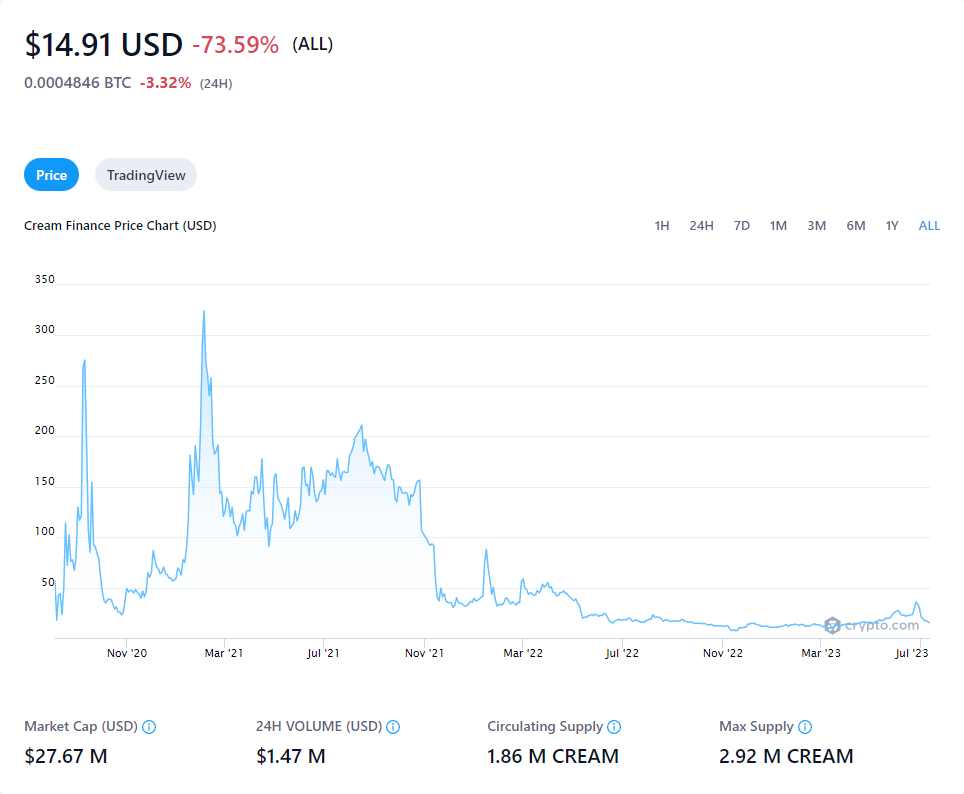 $14.91 USD -73.59% (ALL)
0.0004846 BTC -3.32% (24H)
Price TradingView
Cream Finance Price Chart (USD) 1H 24H 7D 1M 3M 6M 1Y ALL
350
300
250
200
150
100
50
crypto.com
Nov '20 Mar '21 Jul '21 Nov '21 Mar '22 Jul '22 Nov '22 Mar '23 Jul '23
Market Cap (USD) 24H VOLUME (USD) Circulating Supply Max Supply
$27.67 M $1.47 M 1.86 M CREAM 2.92 M CREAM